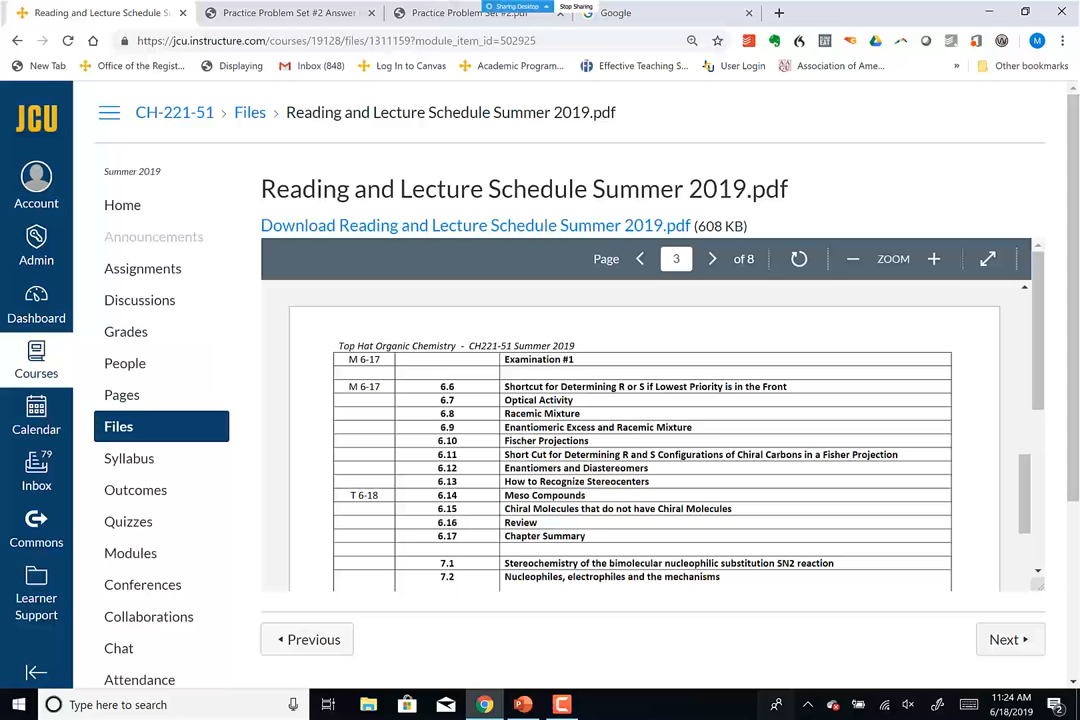 Reading and Lecture Schedule S
Practice Problem Set #2 Answer
Practice Problem Set #2.pdf
Sharing Desktop
Stop Sharing
Google
https://jcu.instructure.com/courses/19128/files/1311159?module_item_id=502925
New Tab
Office of the Regist...
Displaying
Inbox (848)
Log In to Canvas
Academic Program...
Effective Teaching S...
User Login
Association of Ame...
»
Other bookmarks
JCU
Account
Admin
Dashboard
Courses
Calendar
79
Inbox
Commons
Learner
Support
CH-221-51 › Files › Reading and Lecture Schedule Summer 2019.pdf
Summer 2019
Home
Announcements
Assignments
Discussions
Grades
People
Pages
Files
Syllabus
Outcomes
Quizzes
Modules
Conferences
Collaborations
Chat
Attendance
Reading and Lecture Schedule Summer 2019.pdf
Download Reading and Lecture Schedule Summer 2019.pdf (608 KB)
Page 3 of 8 ZOOM
Top Hat Organic Chemistry - CH221-51 Summer 2019
M 6-17 Examination #1
M 6-17 6.6 Shortcut for Determining R or S if Lowest Priority is in the Front
6.7 Optical Activity
6.8 Racemic Mixture
6.9 Enantiomeric Excess and Racemic Mixture
6.10 Fischer Projections
6.11 Short Cut for Determining R and S Configurations of Chiral Carbons in a Fisher Projection
6.12 Enantiomers and Diastereomers
6.13 How to Recognize Stereocenters
T 6-18 6.14 Meso Compounds
6.15 Chiral Molecules that do not have Chiral Molecules
6.16 Review
6.17 Chapter Summary
7.1 Stereochemistry of the bimolecular nucleophilic substitution SN2 reaction
7.2 Nucleophiles, electrophiles and the mechanisms
Previous
Next
Type here to search
11:24 AM
6/18/2019
2